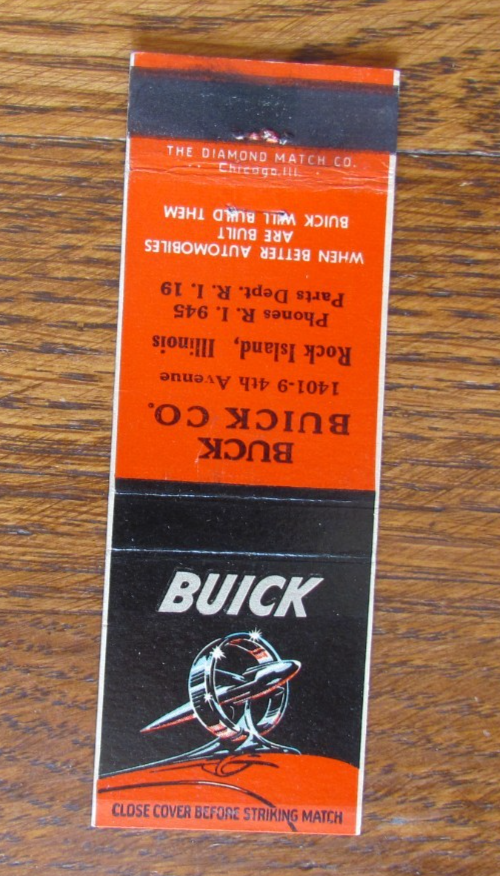 THE DIAMOND MATCH CO.
Chicago, Ill.
BUCK
BUICK CO.
1401-9 4th Avenue
Rock Island, Illinois
Phones R. I. 945
Parts Dept. R. I. 19
WHEN BETTER AUTOMOBILES
ARE BUILT
BUICK WILL BUILD THEM
BUICK
CLOSE COVER BEFORE STRIKING MATCH